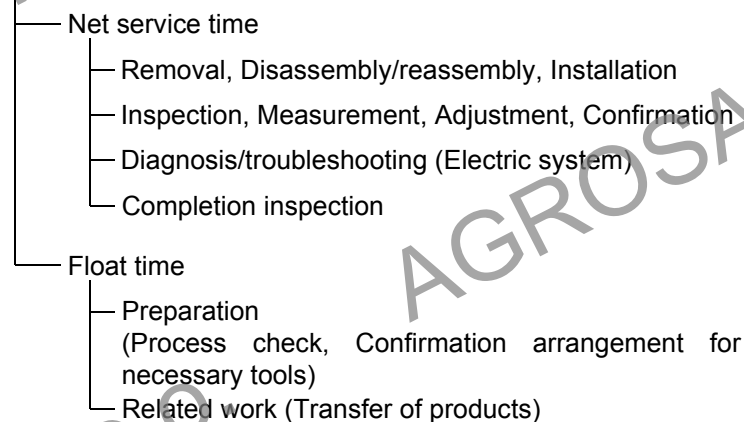 Net service time
Removal, Disassembly/reassembly, Installation
Inspection, Measurement, Adjustment, Confirmation
Diagnosis/troubleshooting (Electric system)
Completion inspection
AGROSA
Float time
Preparation
(Process check, Confirmation arrangement for
necessary tools)
Related work (Transfer of products)